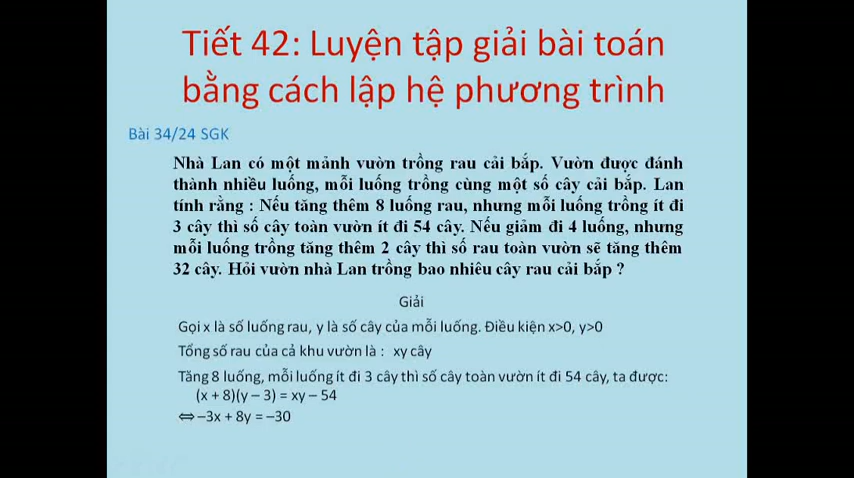 Tiết 42: Luyện tập giải bài toán
bằng cách lập hệ phương trình
Bài 34/24 SGK
Nhà Lan có một mảnh vườn trồng rau cải bắp. Vườn được đánh
thành nhiều luống, mỗi luống trồng cùng một số cây cải bắp. Lan
tính rằng : Nếu tăng thêm 8 luống rau, nhưng mỗi luống trồng ít đi
3 cây thì số cây toàn vườn ít đi 54 cây. Nếu giảm đi 4 luống, nhưng
mỗi luống trồng tăng thêm 2 cây thì số rau toàn vườn sẽ tăng thêm
32 cây. Hỏi vườn nhà Lan trồng bao nhiêu cây rau cải bắp ?
Giải
Gọi x là số luống rau, y là số cây của mỗi luống. Điều kiện x>0, y>0
Tổng số rau của cả khu vườn là : xy cây
Tăng 8 luống, mỗi luống ít đi 3 cây thì số cây toàn vườn ít đi 54 cây, ta được:
(x + 8)(y – 3) = xy – 54
⇔ –3x + 8y = –30